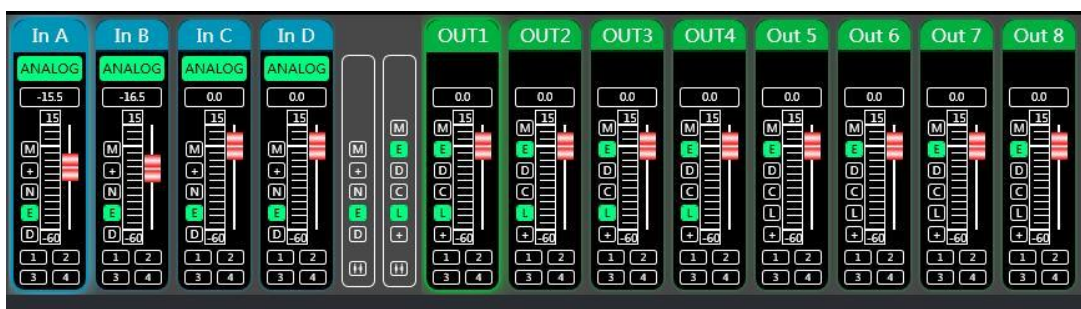 In A In B In C In D OUT1 OUT2 OUT3 OUT4 Out 5 Out 6 Out 7 Out 8
ANALOG ANALOG ANALOG ANALOG
-15.5 -16.5 0.0 0.0 0.0 0.0 0.0 0.0 0.0 0.0 0.0 0.0
15 15 15 15 15 15 15 15 15 15 15 15
M M M M M M M M M
M M M M M E E E E E E E E E
+ + + + + D D D D D D D D D
N N N N N C C C C C C C C C
E E E E E L L L L L L L L L
D D D D D + + + + + + + + +
-60 -60 -60 -60 -60 -60 -60 -60 -60 -60 -60 -60
1 2 1 2 1 2 1 2 1 2 1 2 1 2 1 2 1 2 1 2 1 2 1 2
3 4 3 4 3 4 3 4 3 4 3 4 3 4 3 4 3 4 3 4 3 4 3 4